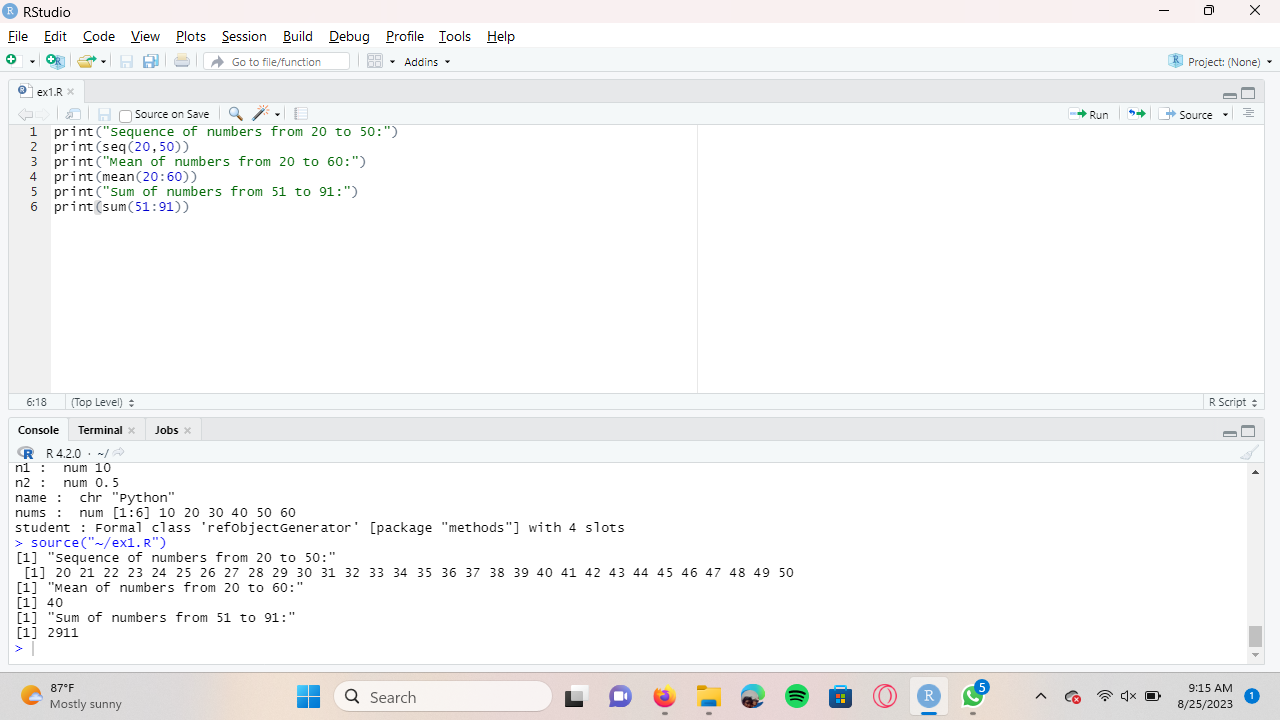 RStudio
File Edit Code View Plots Session Build Debug Profile Tools Help
Go to file/function Addins Project: (None)
ex1.R
Source on Save Run Source
1 print("Sequence of numbers from 20 to 50:")
2 print(seq(20,50))
3 print("Mean of numbers from 20 to 60:")
4 print(mean(20:60))
5 print("Sum of numbers from 51 to 91:")
6 print(sum(51:91))
6:18 (Top Level) R Script
Console Terminal Jobs
R 4.2.0 · ~/
n1 :  num 10
n2 :  num 0.5
name :  chr "Python"
nums :  num [1:6] 10 20 30 40 50 60
student : Formal class 'refObjectGenerator' [package "methods"] with 4 slots
> source("~/ex1.R")
[1] "Sequence of numbers from 20 to 50:"
 [1] 20 21 22 23 24 25 26 27 28 29 30 31 32 33 34 35 36 37 38 39 40 41 42 43 44 45 46 47 48 49 50
[1] "Mean of numbers from 20 to 60:"
[1] 40
[1] "Sum of numbers from 51 to 91:"
[1] 2911
>
87°F
Mostly sunny
Search
R
5
9:15 AM
8/25/2023
1